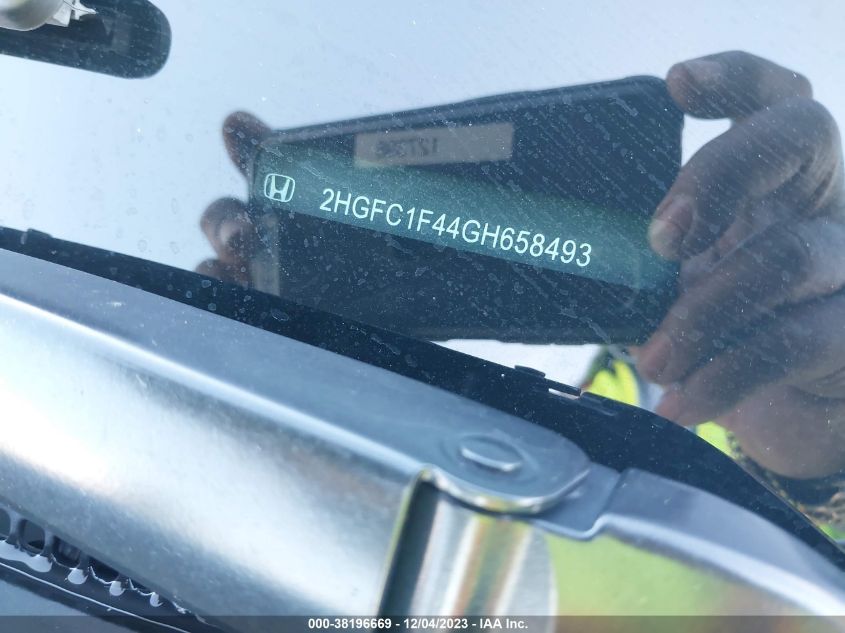 2HGFC1F44GH658493
000-38196669 - 12/04/2023 - IAA Inc.